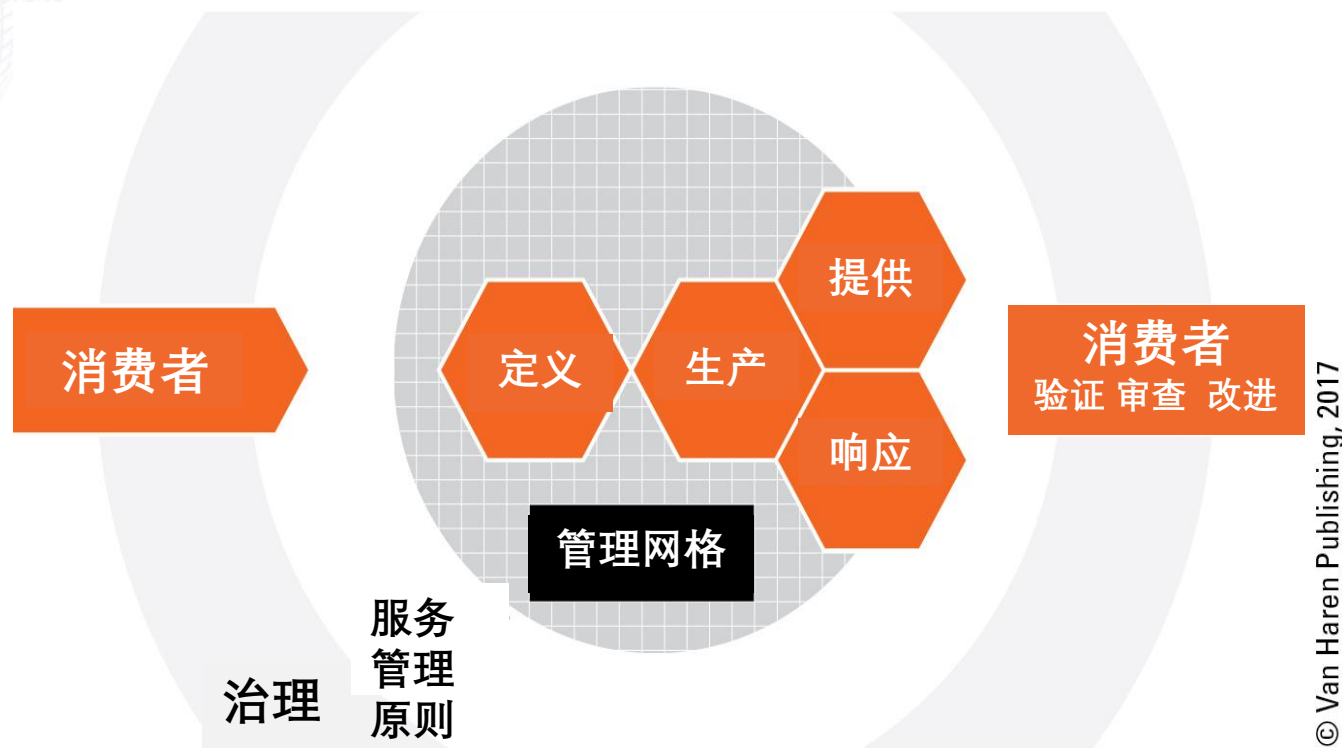 消费者
定义
生产
提供
响应
消费者
验证 审查 改进
管理网格
服务
管理
原则
治理
© Van Haren Publishing, 2017